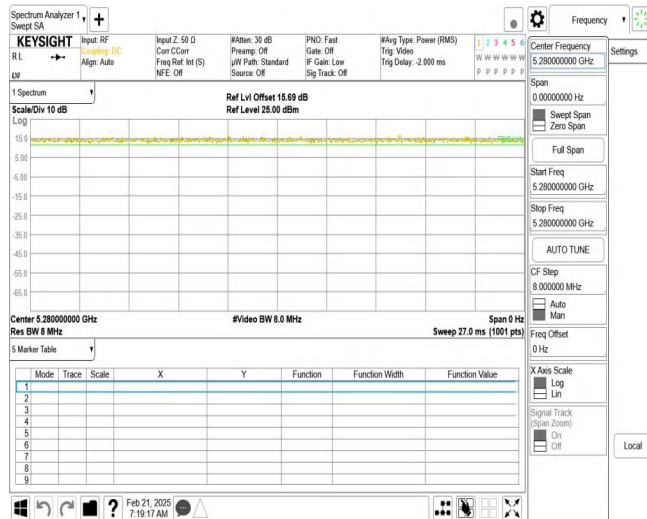 Spectrum Analyzer 1
Swept SA
Frequency
KEYSIGHT
RL
Input: RF
Coupling: DC
Align: Auto
Input Z: 50 Ω
Corr CCorr
Freq Ref: Int (S)
NFE: Off
#Atten: 30 dB
Preamp: Off
µW Path: Standard
Source: Off
PNO: Fast
Gate: Off
IF Gain: Low
Sig Track: Off
#Avg Type: Power (RMS)
Trig: Video
Trig Delay: -2.000 ms
1 2 3 4 5 6
W W W W W W
P P P P P P
1 Spectrum
Scale/Div 10 dB
Ref Lvl Offset 15.69 dB
Ref Level 25.00 dBm
Log
15.0
5.00
-5.00
-15.0
-25.0
-35.0
-45.0
-55.0
-65.0
Center 5.280000000 GHz
#Video BW 8.0 MHz
Span 0 Hz
Res BW 8 MHz
Sweep 27.0 ms (1001 pts)
5 Marker Table
Mode Trace Scale X Y Function Function Width Function Value
1
2
3
4
5
6
7
8
9
Feb 21, 2025
7:19:17 AM
Center Frequency
5.280000000 GHz
Settings
Span
0.00000000 Hz
Swept Span
Zero Span
Full Span
Start Freq
5.280000000 GHz
Stop Freq
5.280000000 GHz
AUTO TUNE
CF Step
8.000000 MHz
Auto
Man
Freq Offset
0 Hz
X Axis Scale
Log
Lin
Signal Track
(Span Zoom)
On
Off
Local